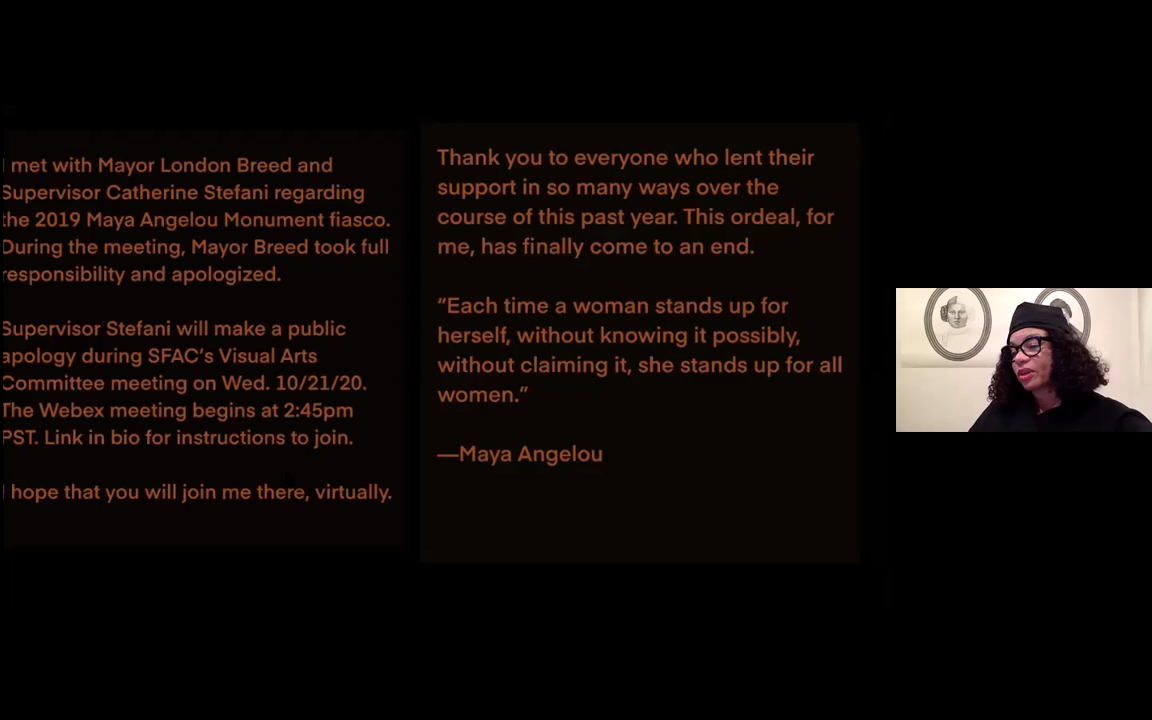 I met with Mayor London Breed and
Supervisor Catherine Stefani regarding
the 2019 Maya Angelou Monument fiasco.
During the meeting, Mayor Breed took full
responsibility and apologized.
Supervisor Stefani will make a public
apology during SFAC's Visual Arts
Committee meeting on Wed. 10/21/20.
The Webex meeting begins at 2:45pm
PST. Link in bio for instructions to join.
I hope that you will join me there, virtually.
Thank you to everyone who lent their
support in so many ways over the
course of this past year. This ordeal, for
me, has finally come to an end.
“Each time a woman stands up for
herself, without knowing it possibly,
without claiming it, she stands up for all
women.”
—Maya Angelou